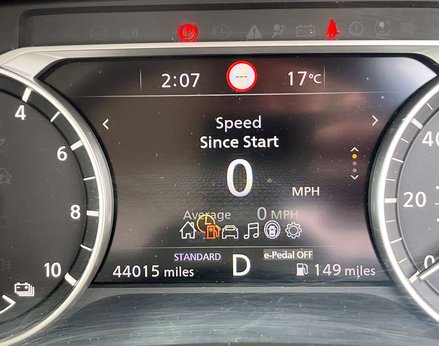 2:07
---
17°C
Speed
Since Start
0
MPH
Average 0 MPH
STANDARD
D
e-Pedal OFF
44015 miles
149 miles
4
6
8
10
40
20
0